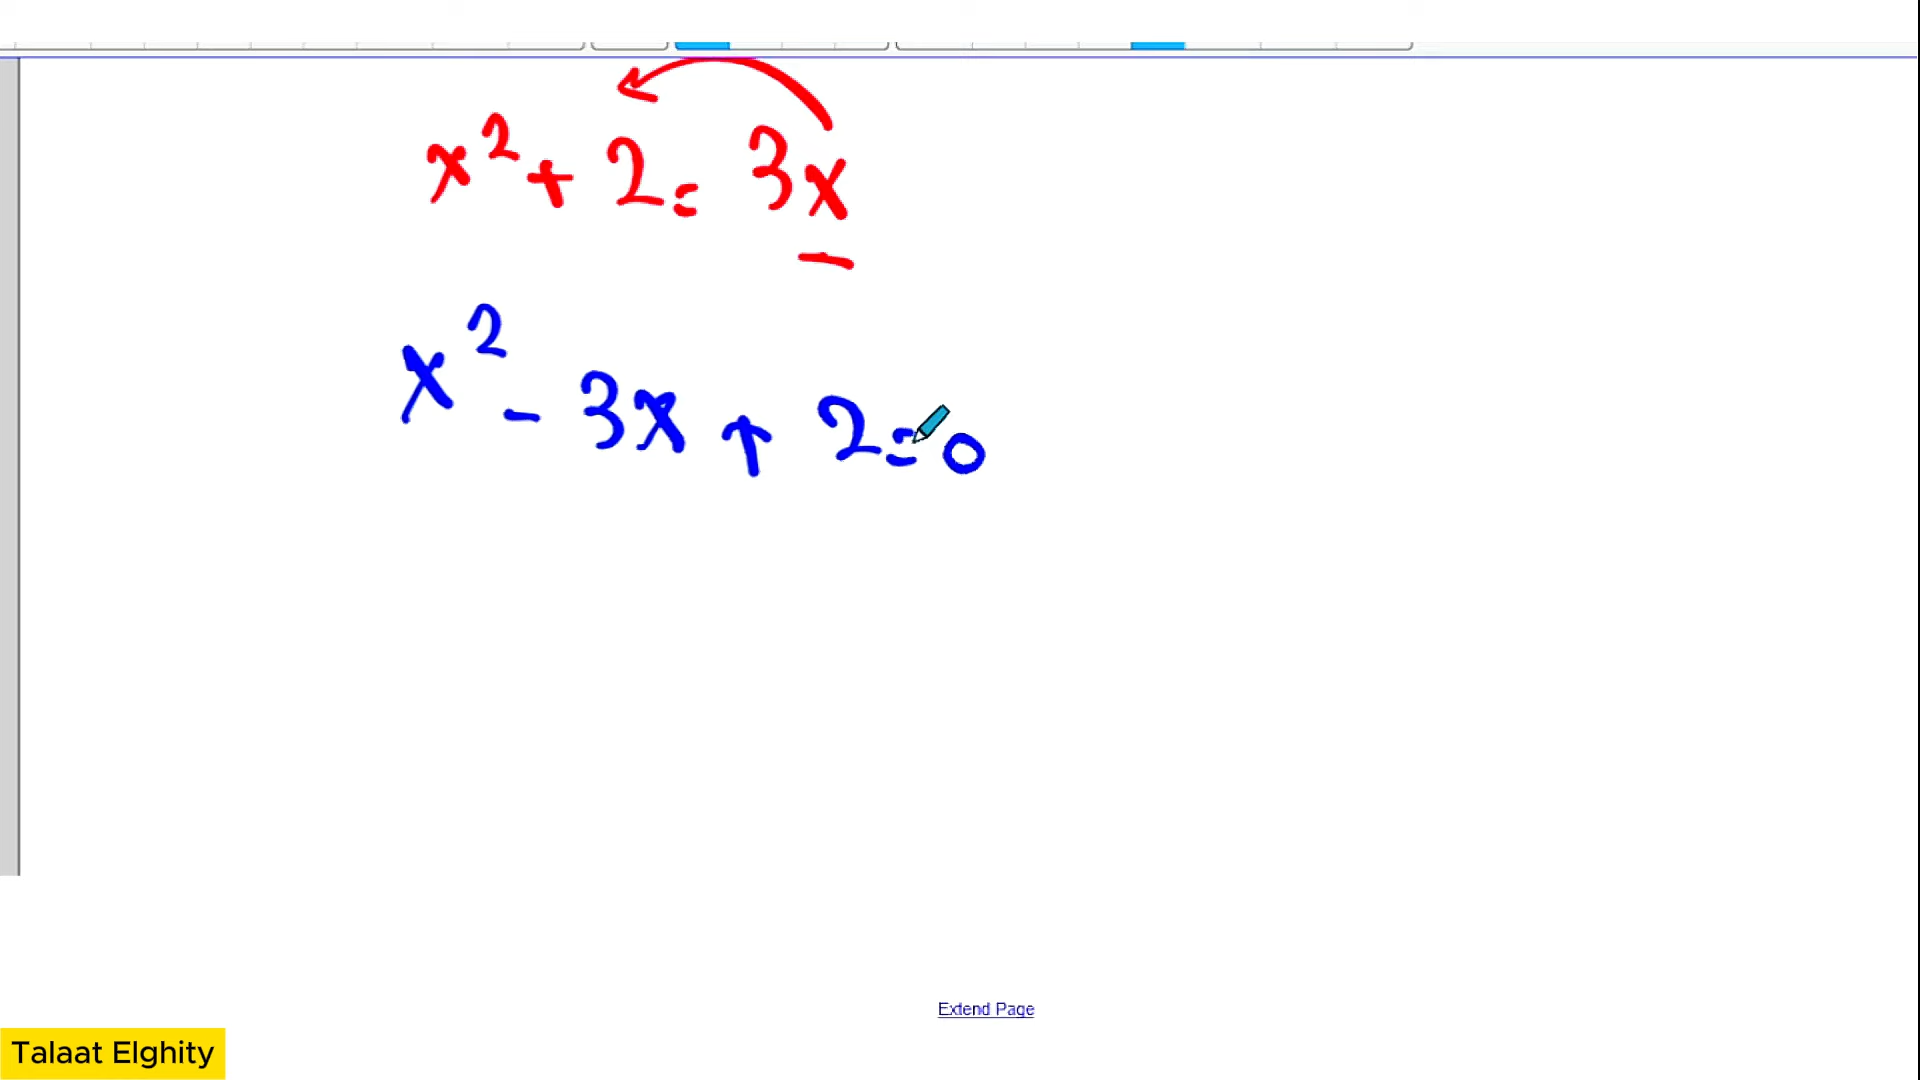 x² + 2 = 3x
x² - 3x + 2 = 0
Extend Page
Talaat Elghity